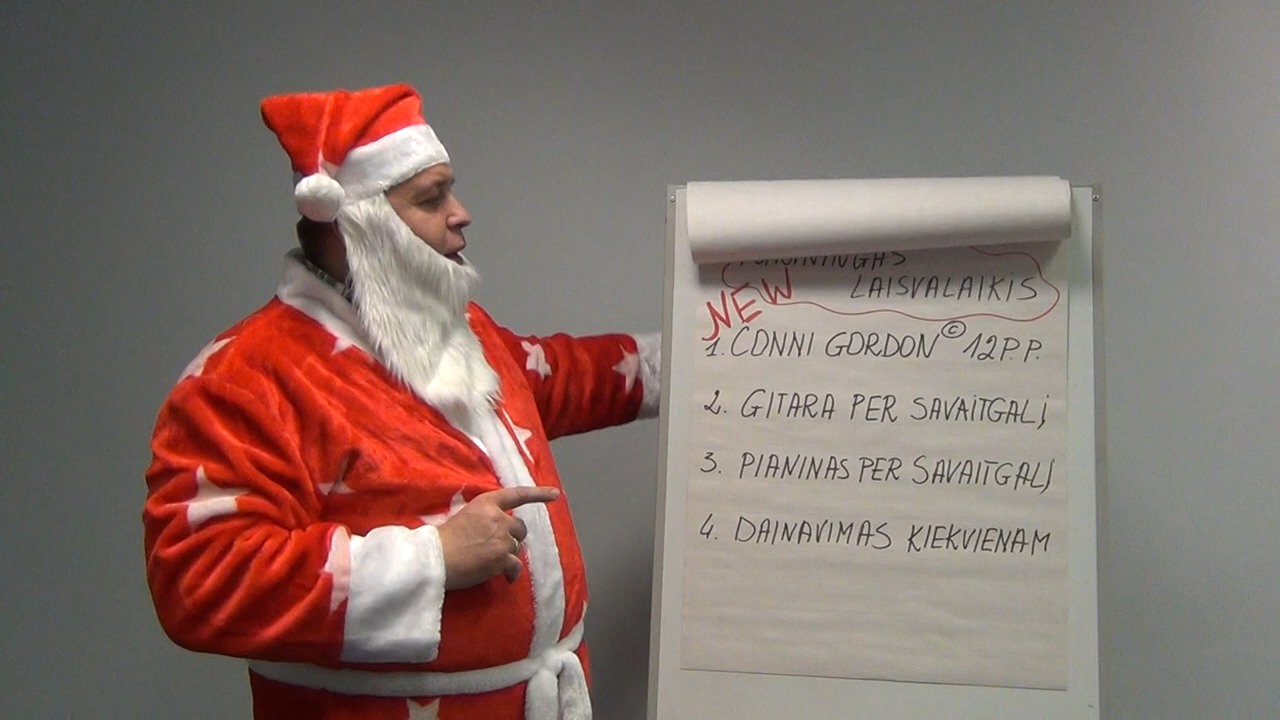 LAISVALAIKIS
NEW
1. CONNI GORDON © 12 P.P.
2. GITARA PER SAVAITGALĮ
3. PIANINAS PER SAVAITGALĮ
4. DAINAVIMAS KIEKVIENAM